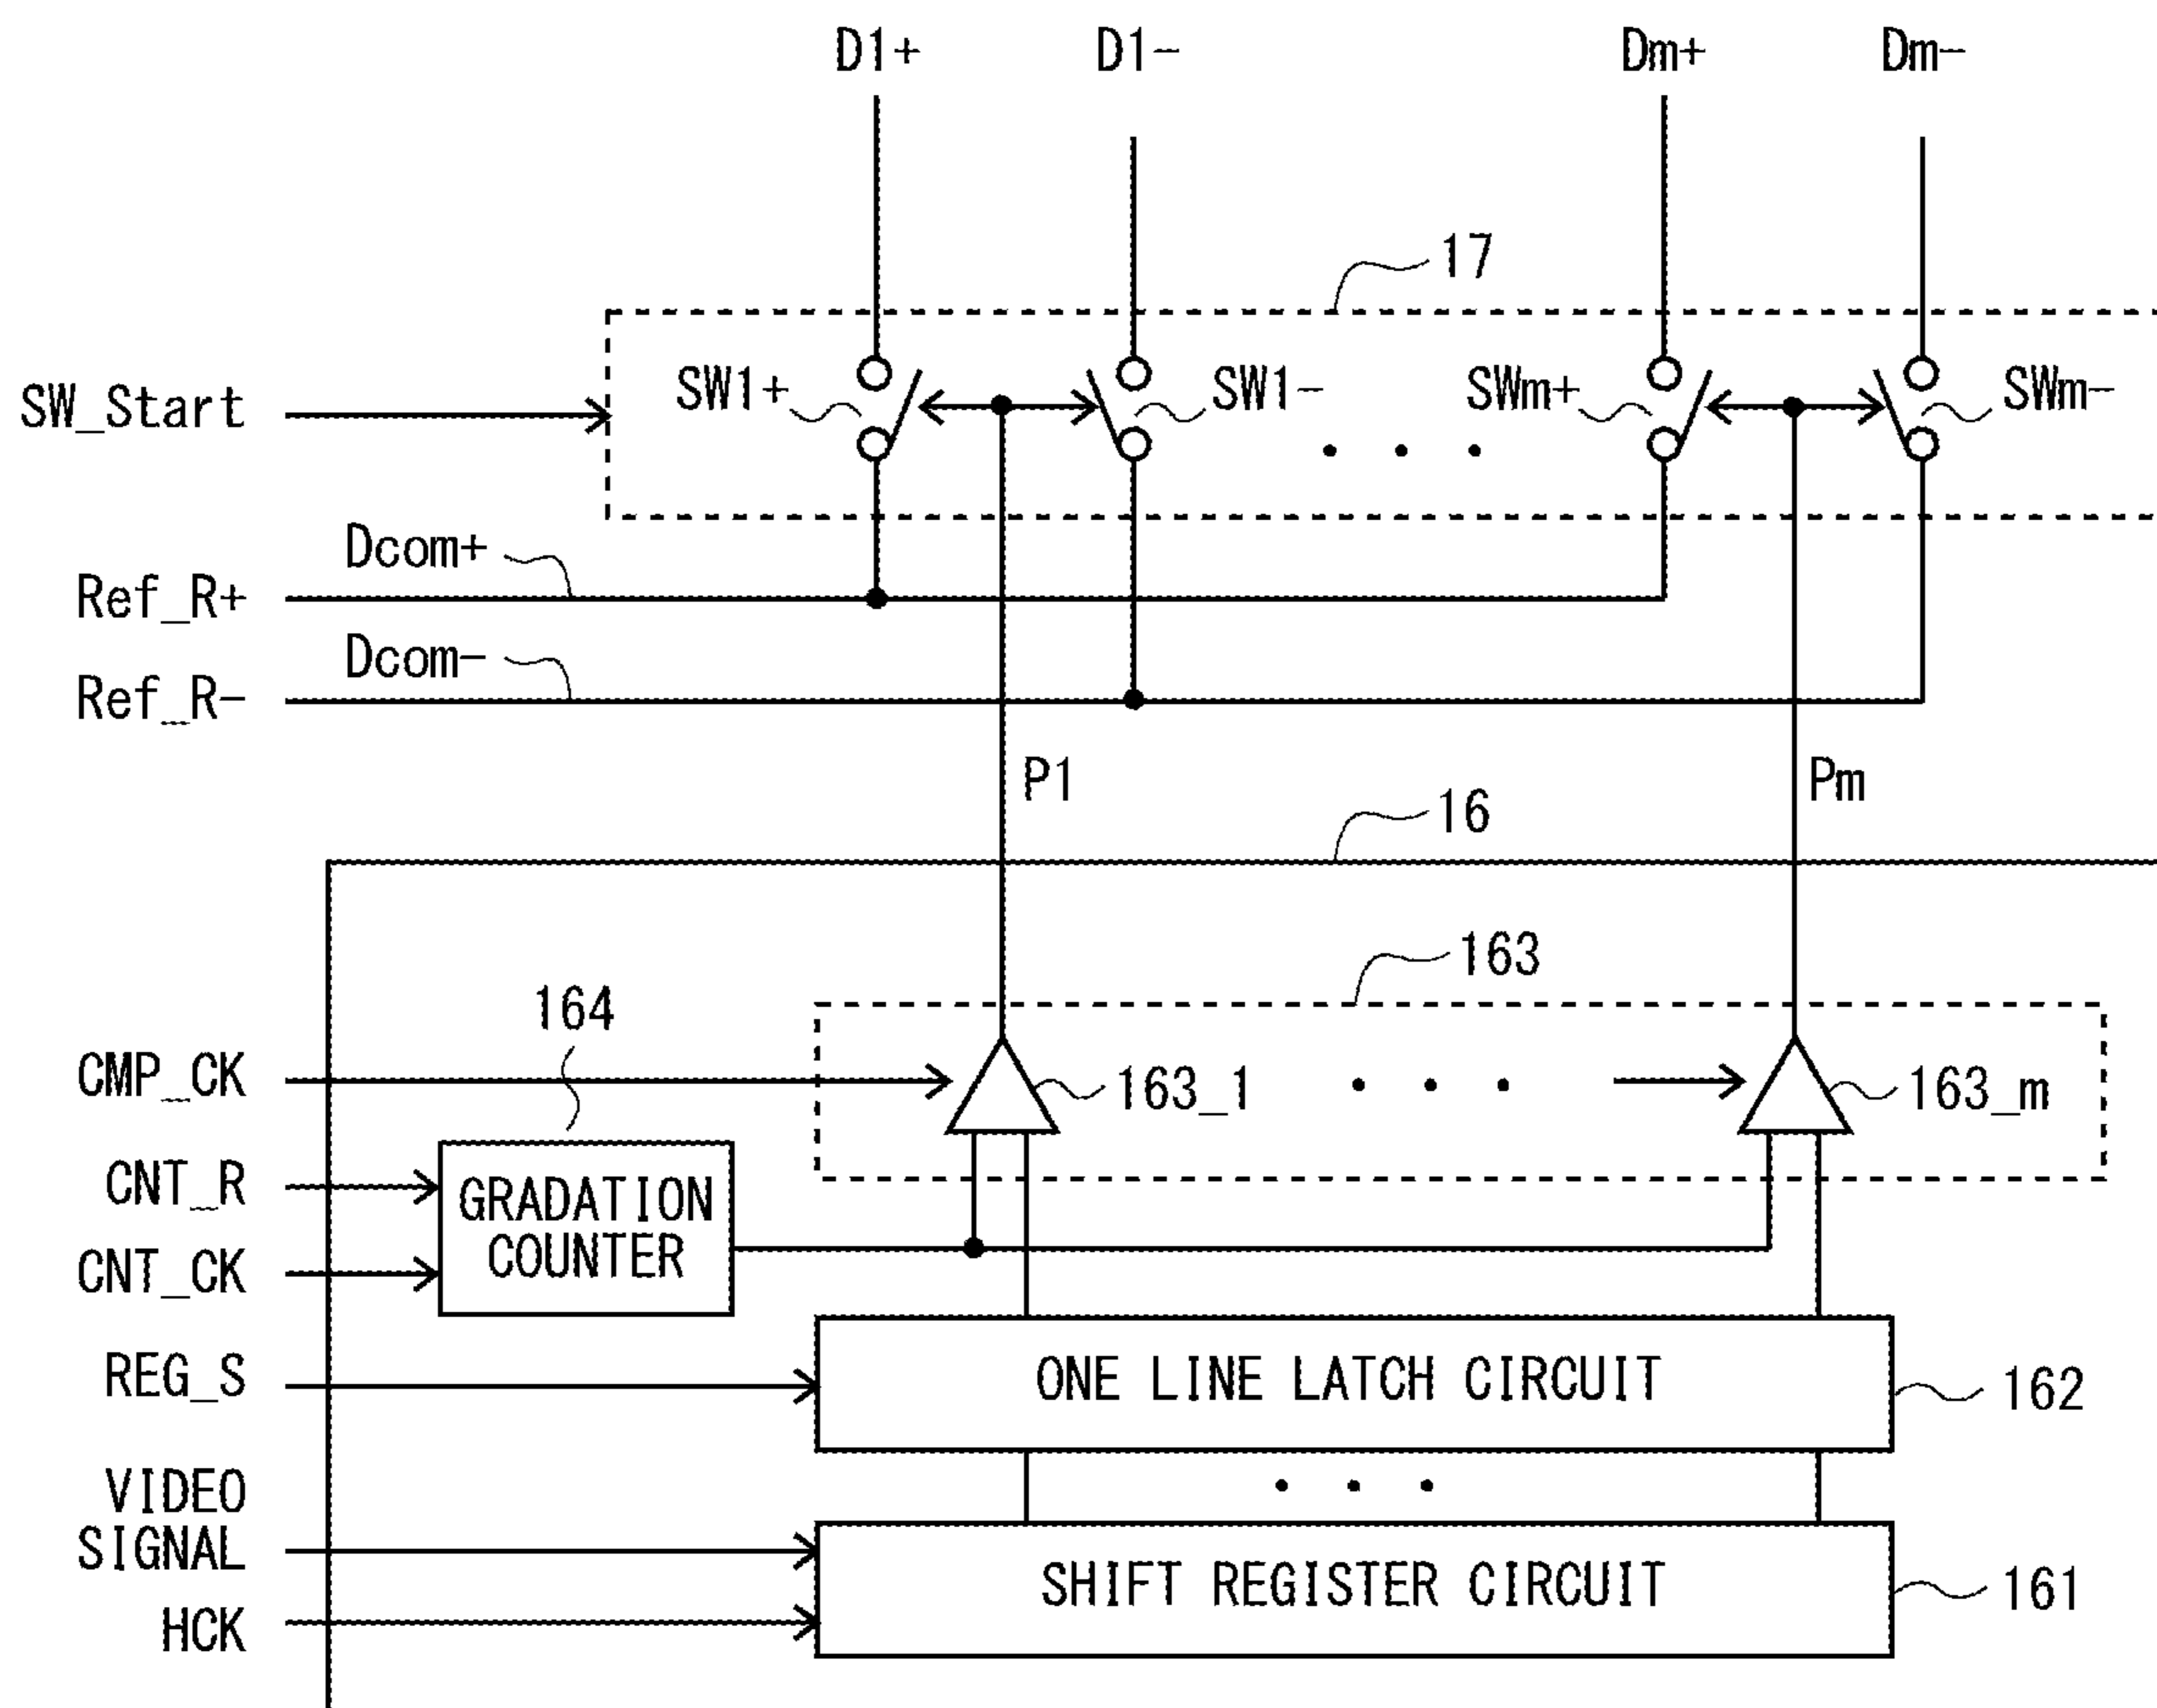 D1+ D1- Dm+ Dm-
17
SW_Start SW1+ SW1- SWm+ SWm-
Dcom+
Ref_R+
Dcom-
Ref_R-
P1 Pm
16
163
164
CMP_CK 163_1 163_m
CNT_R
GRADATION
COUNTER
CNT_CK
REG_S ONE LINE LATCH CIRCUIT 162
VIDEO
SIGNAL
SHIFT REGISTER CIRCUIT 161
HCK